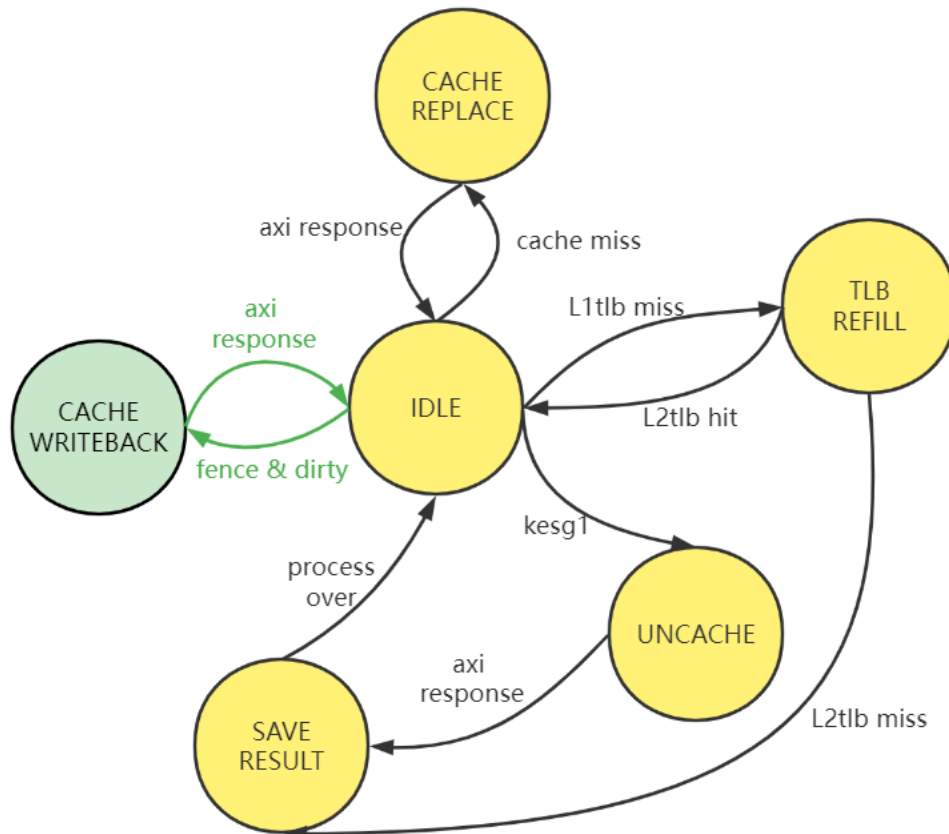 CACHE
REPLACE
axi response
cache miss
TLB
REFILL
L1tlb miss
axi
response
IDLE
CACHE
WRITEBACK
L2tlb hit
fence & dirty
kesg1
process
over
UNCACHE
axi
response
SAVE
RESULT
L2tlb miss